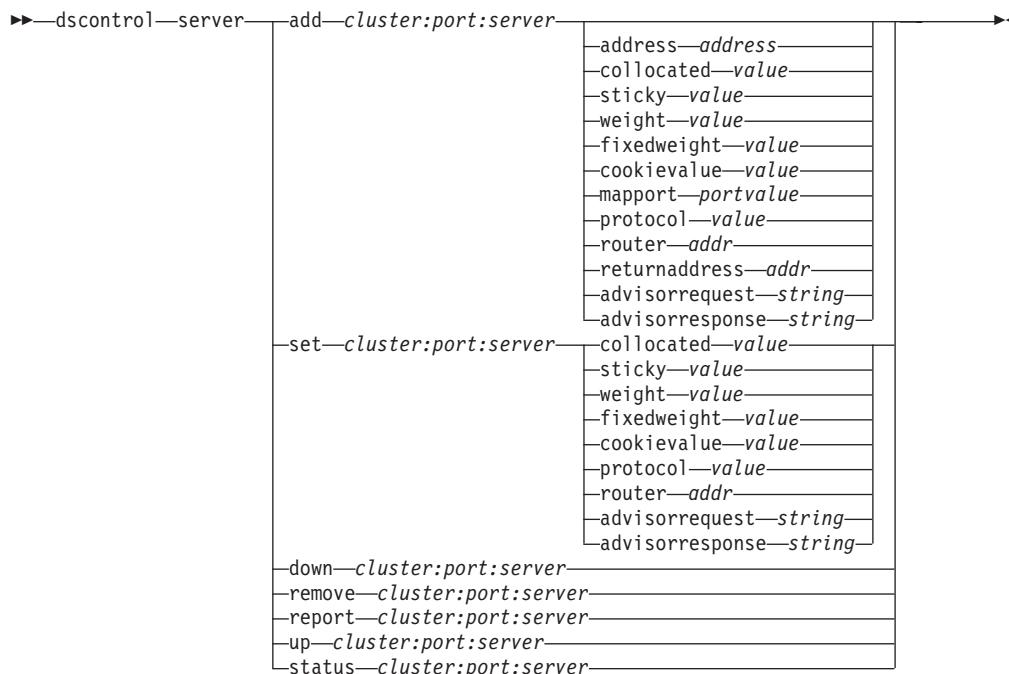 dscontrol server add cluster:port:server
address address
collocated value
sticky value
weight value
fixedweight value
cookievalue value
mapport portvalue
protocol value
router addr
returnaddress addr
advisorrequest string
advisorresponse string
set cluster:port:server collocated value
sticky value
weight value
fixedweight value
cookievalue value
protocol value
router addr
advisorrequest string
advisorresponse string
down cluster:port:server
remove cluster:port:server
report cluster:port:server
up cluster:port:server
status cluster:port:server